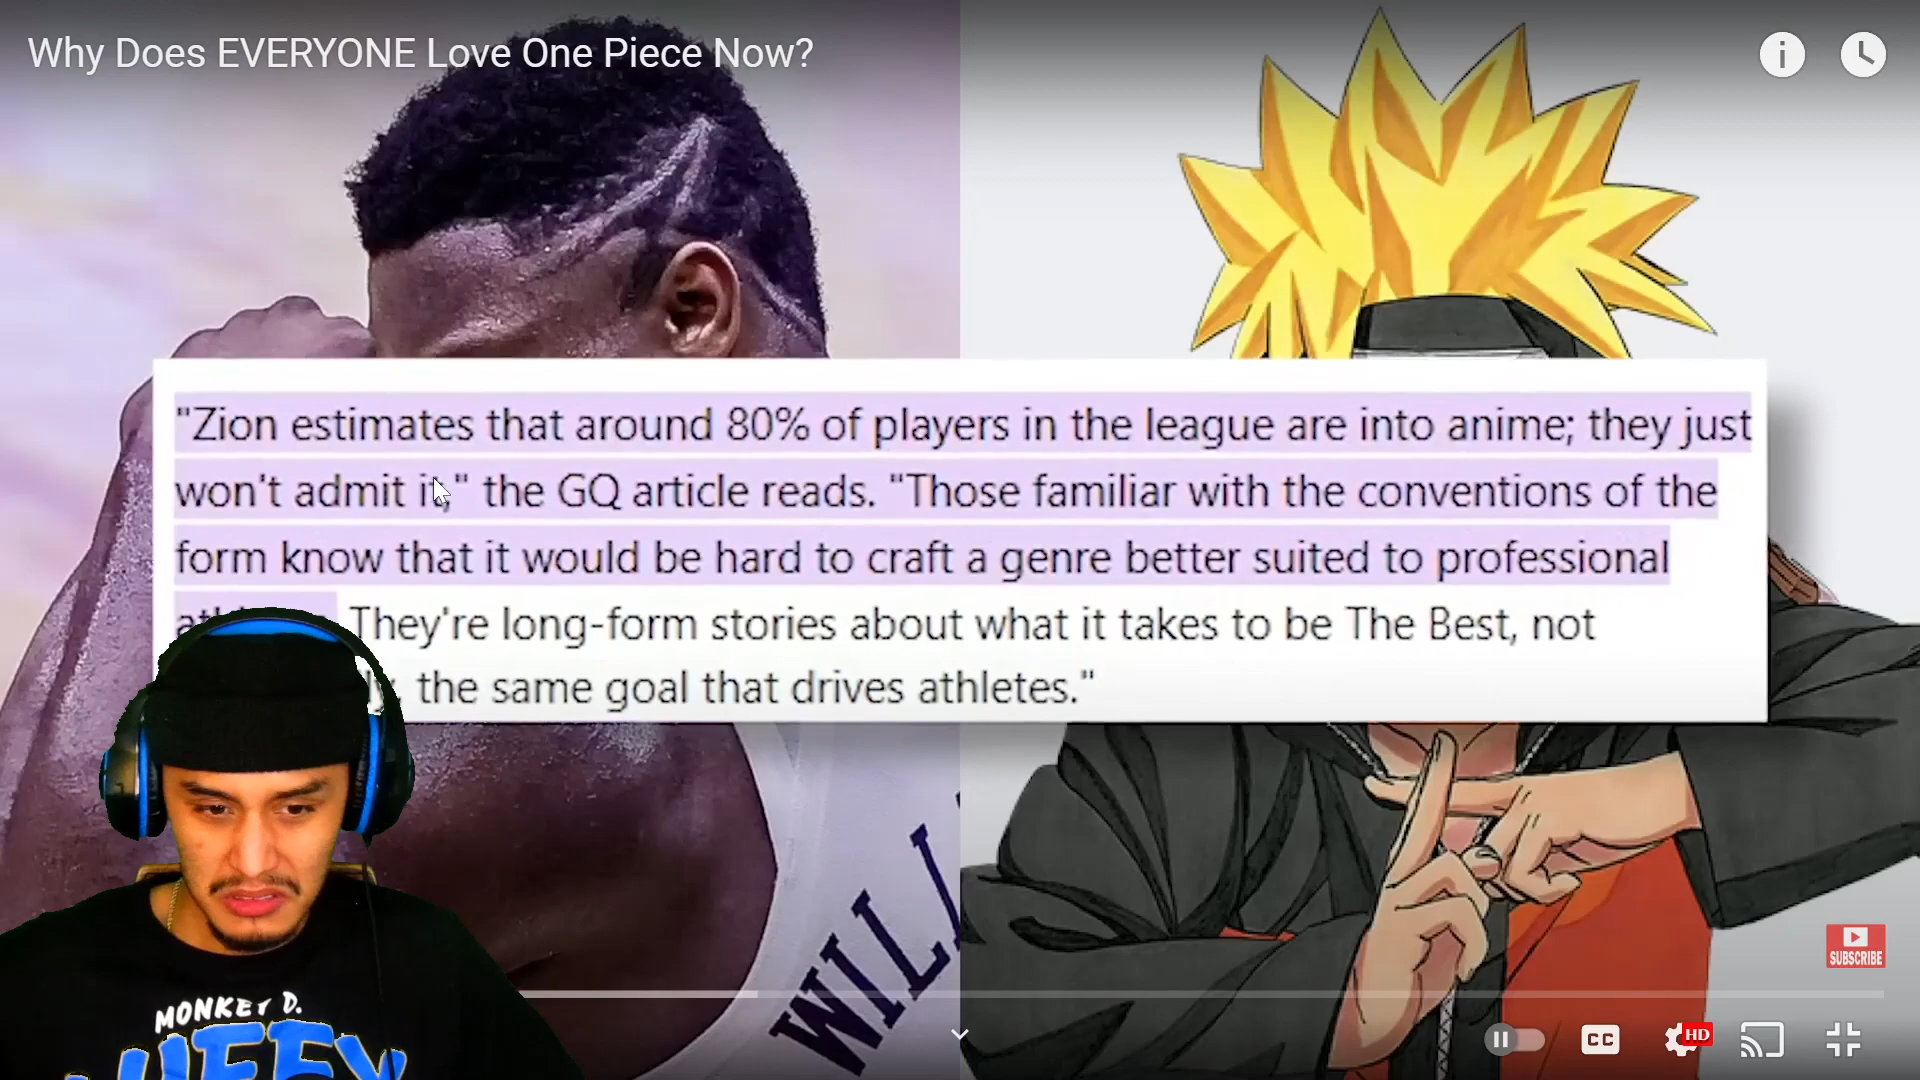 Why Does EVERYONE Love One Piece Now?
"Zion estimates that around 80% of players in the league are into anime; they just
won't admit it," the GQ article reads. "Those familiar with the conventions of the
form know that it would be hard to craft a genre better suited to professional
They're long-form stories about what it takes to be The Best, not
the same goal that drives athletes."
WILL
MONKEY D.
LUFFY
SUBSCRIBE
CC
HD